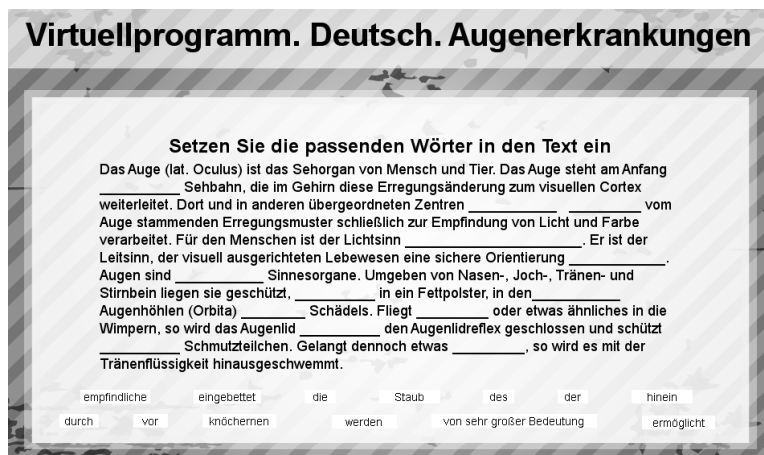 Virtuellprogramm. Deutsch. Augenerkrankungen
Setzen Sie die passenden Wörter in den Text ein
Das Auge (lat. Oculus) ist das Sehorgan von Mensch und Tier. Das Auge steht am Anfang
__________ Sehbahn, die im Gehirn diese Erregungsänderung zum visuellen Cortex
weiterleitet. Dort und in anderen übergeordneten Zentren ___________ _________ vom
Auge stammenden Erregungsmuster schließlich zur Empfindung von Licht und Farbe
verarbeitet. Für den Menschen ist der Lichtsinn ______________________. Er ist der
Leitsinn, der visuell ausgerichteten Lebewesen eine sichere Orientierung ____________.
Augen sind ___________ Sinnesorgane. Umgeben von Nasen-, Joch-, Tränen- und
Stirnbein liegen sie geschützt, __________ in ein Fettpolster, in den___________
Augenhöhlen (Orbita) ________ Schädels. Fliegt _________ oder etwas ähnliches in die
Wimpern, so wird das Augenlid __________ den Augenlidreflex geschlossen und schützt
__________ Schmutzteilchen. Gelangt dennoch etwas _________, so wird es mit der
Tränenflüssigkeit hinausgeschwemmt.
empfindliche eingebettet die Staub des der hinein
durch vor knöchernen werden von sehr großer Bedeutung ermöglicht